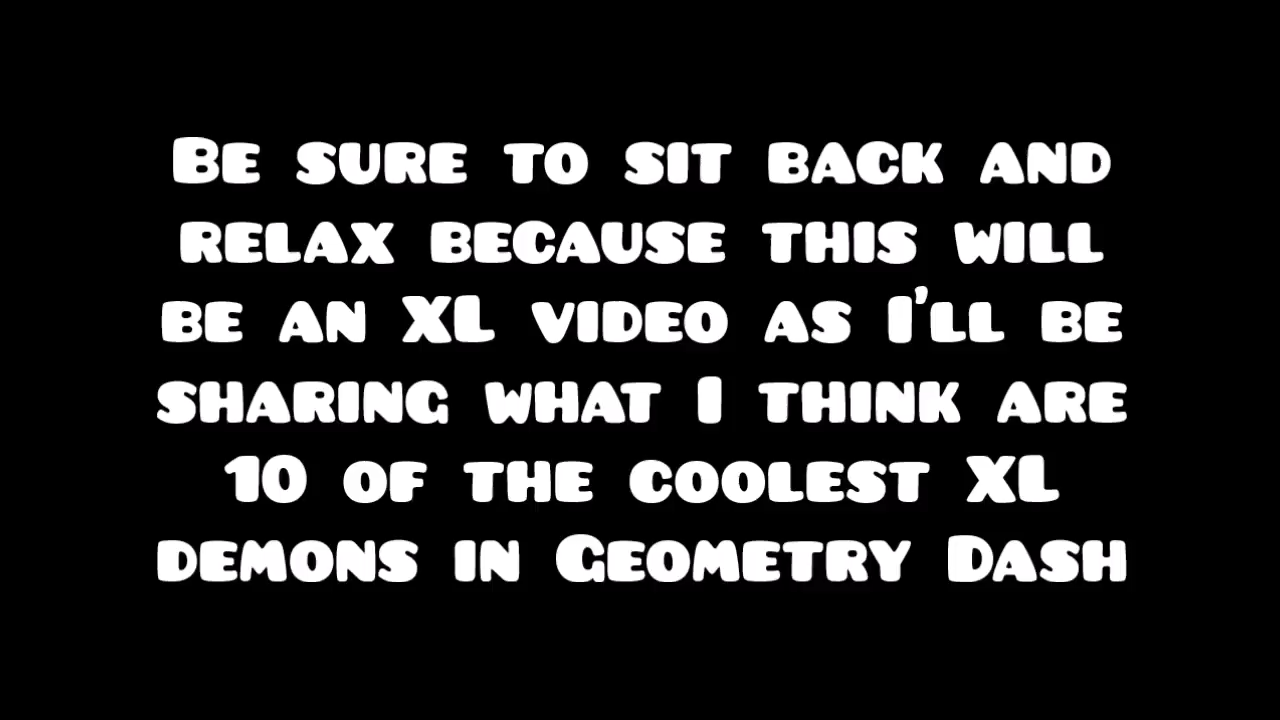 Be sure to sit back and
relax because this will
be an XL video as I'll be
sharing what I think are
10 of the coolest XL
demons in Geometry Dash